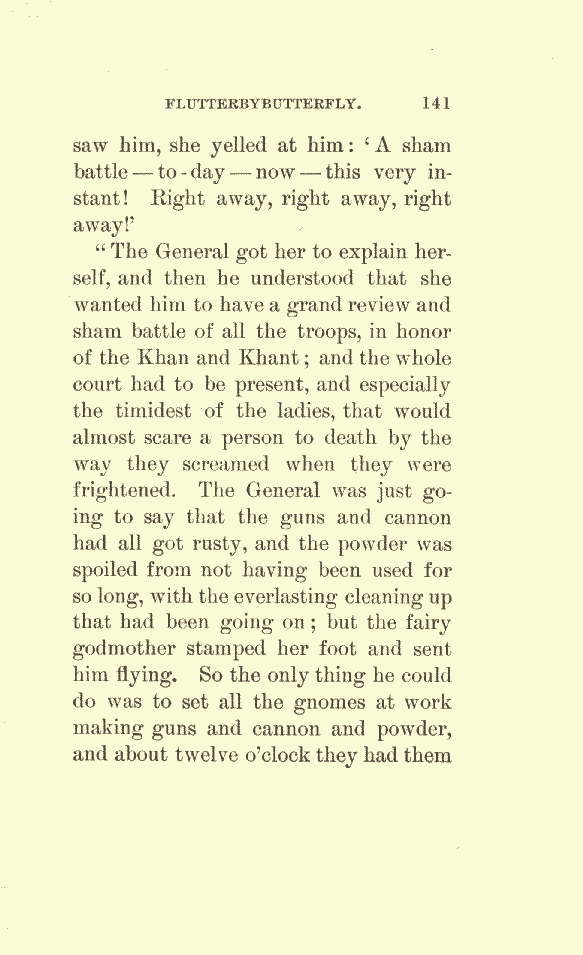 FLUTTERBYBUTTERFLY. 141
saw him, she yelled at him: ‘A sham
battle — to-day — now — this very in-
stant! Right away, right away, right
away!’
“The General got her to explain her-
self, and then he understood that she
wanted him to have a grand review and
sham battle of all the troops, in honor
of the Khan and Khant; and the whole
court had to be present, and especially
the timidest of the ladies, that would
almost scare a person to death by the
way they screamed when they were
frightened. The General was just go-
ing to say that the guns and cannon
had all got rusty, and the powder was
spoiled from not having been used for
so long, with the everlasting cleaning up
that had been going on; but the fairy
godmother stamped her foot and sent
him flying. So the only thing he could
do was to set all the gnomes at work
making guns and cannon and powder,
and about twelve o’clock they had them